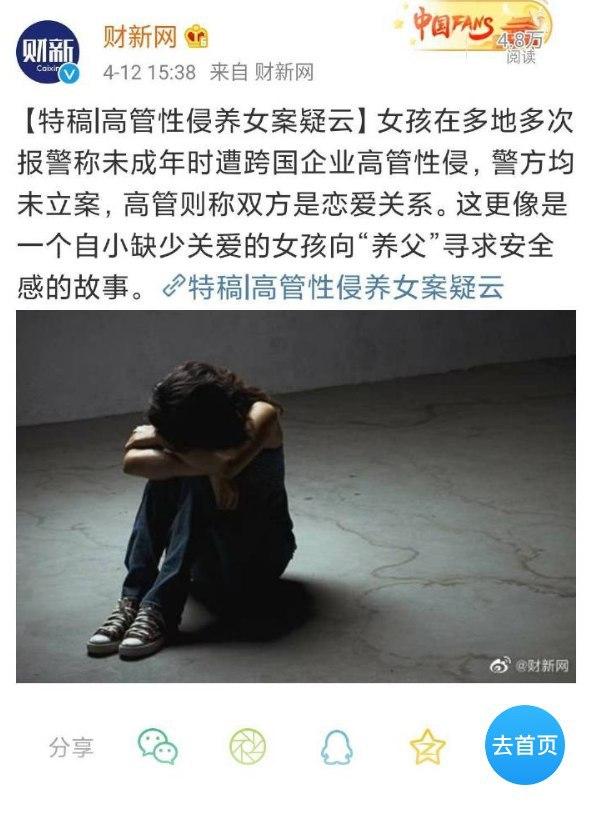 财新
Caixin
财新网
中国FANS
4-12 15:38 来自 财新网
4.8万
阅读
【特稿|高管性侵养女案疑云】女孩在多地多次
报警称未成年时遭跨国企业高管性侵，警方均
未立案，高管则称双方是恋爱关系。这更像是
一个自小缺少关爱的女孩向“养父”寻求安全
感的故事。特稿|高管性侵养女案疑云
@财新网
分享
去首页